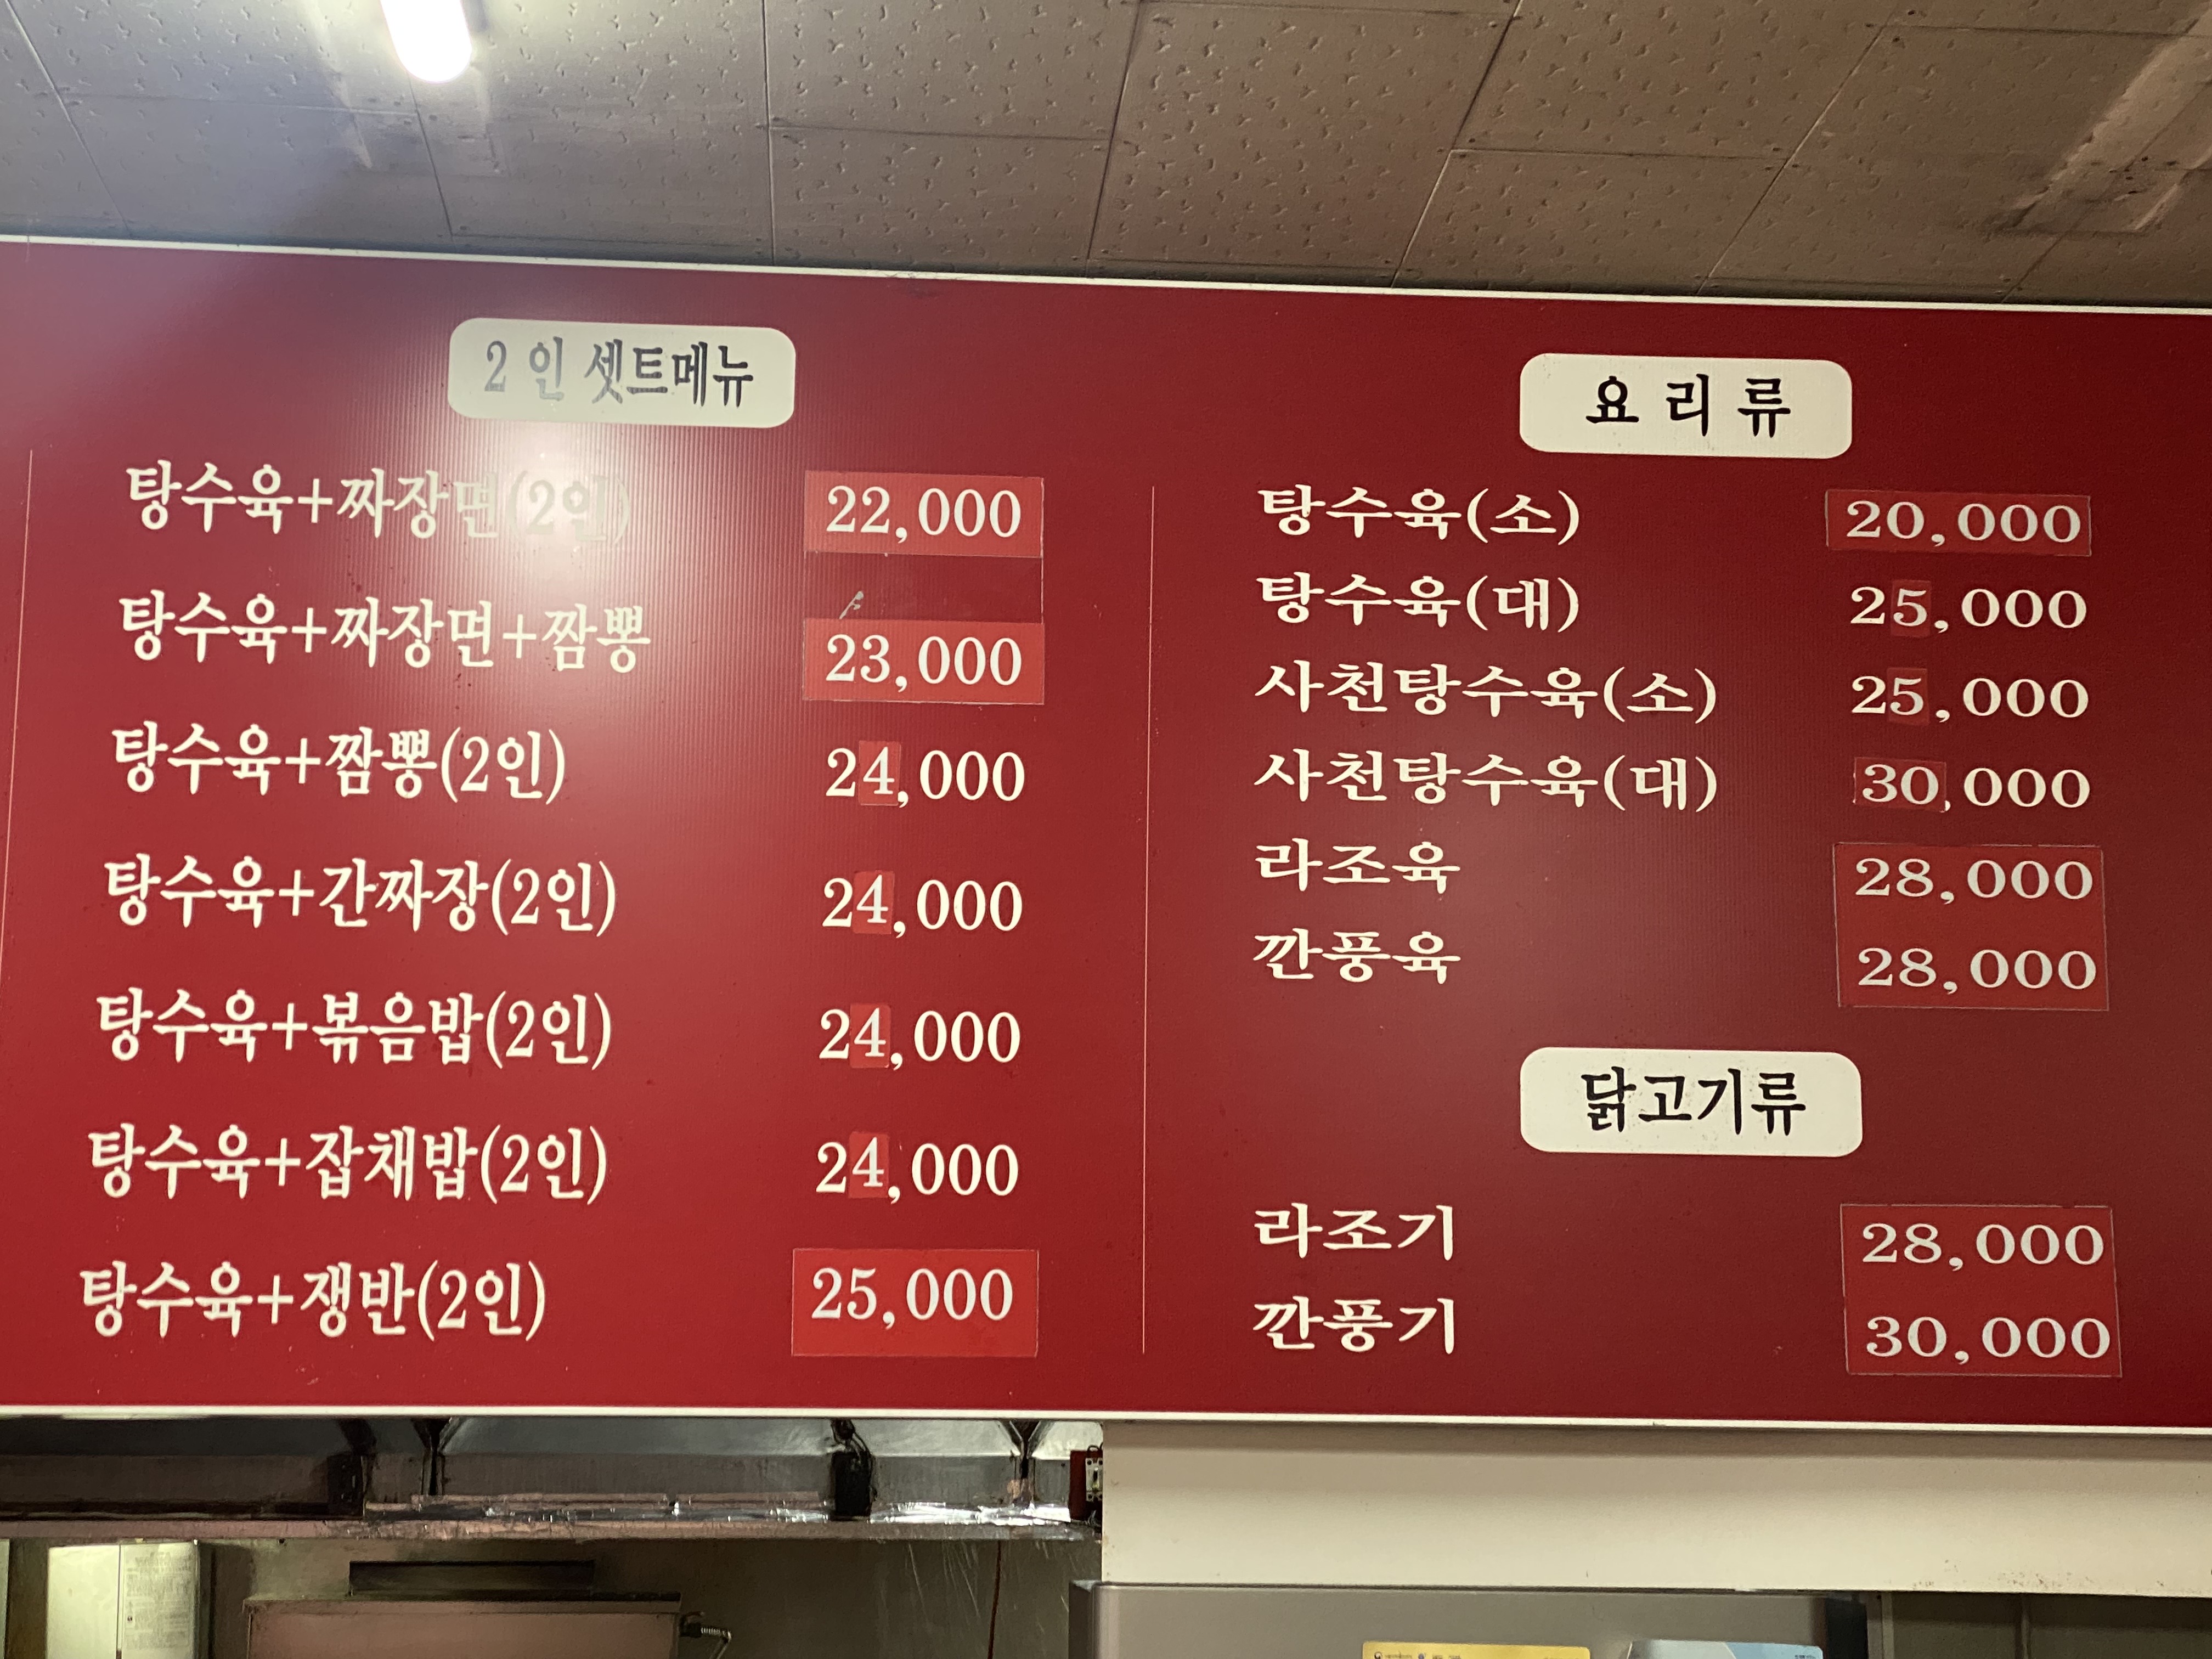 2 인 셋트메뉴
탕수육+짜장면(2인) 22,000
탕수육+짜장면+짬뽕 23,000
탕수육+짬뽕(2인) 24,000
탕수육+간짜장(2인) 24,000
탕수육+볶음밥(2인) 24,000
탕수육+잡채밥(2인) 24,000
탕수육+쟁반(2인) 25,000
요 리 류
탕수육(소) 20,000
탕수육(대) 25,000
사천탕수육(소) 25,000
사천탕수육(대) 30,000
라조육 28,000
깐풍육 28,000
닭고기류
라조기 28,000
깐풍기 30,000